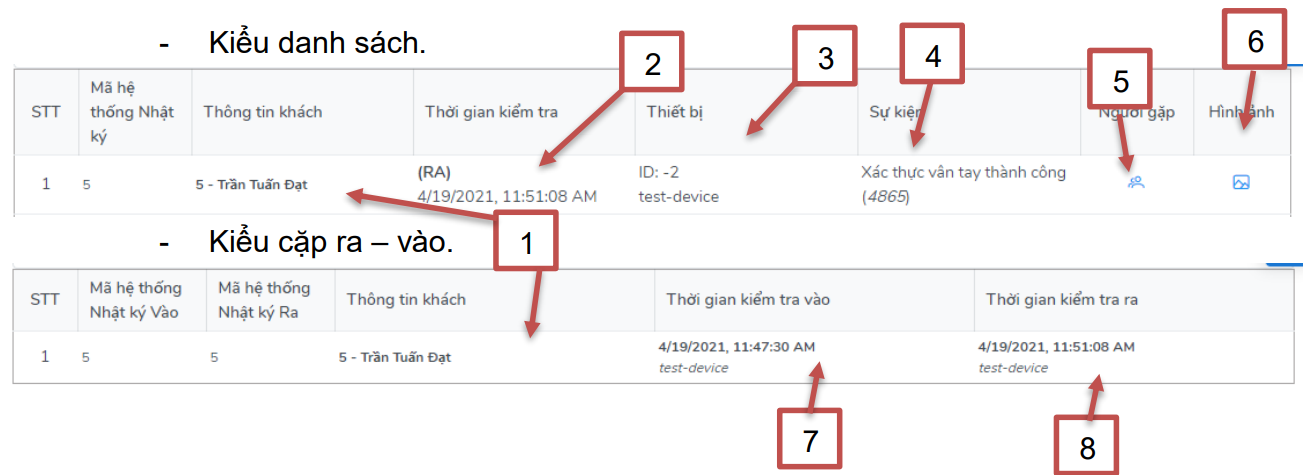 - Kiểu danh sách.
2
3
4
5
6
STT
Mã hệ
thống Nhật
ký
Thông tin khách
Thời gian kiểm tra
Thiết bị
Sự kiện
Người gặp
Hình ảnh
1
5
5 - Trần Tuấn Đạt
(RA)
4/19/2021, 11:51:08 AM
ID: -2
test-device
Xác thực vân tay thành công
(4865)
- Kiểu cặp ra – vào.
1
STT
Mã hệ thống
Nhật ký Vào
Mã hệ thống
Nhật ký Ra
Thông tin khách
Thời gian kiểm tra vào
Thời gian kiểm tra ra
1
5
5
5 - Trần Tuấn Đạt
4/19/2021, 11:47:30 AM
test-device
4/19/2021, 11:51:08 AM
test-device
7
8